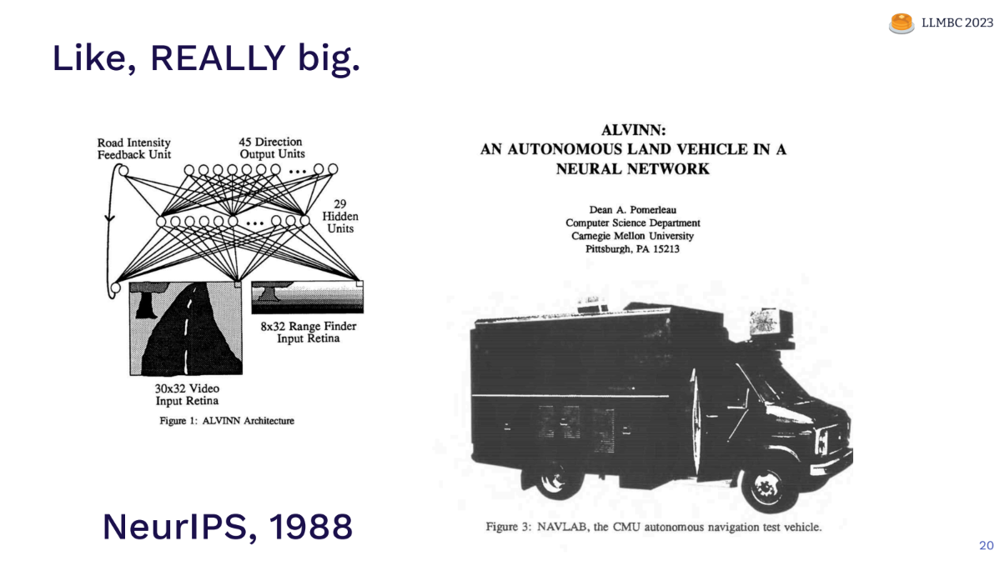 LLMBC 2023
Like, REALLY big.
Road Intensity
Feedback Unit
45 Direction
Output Units
29
Hidden
Units
8x32 Range Finder
Input Retina
30x32 Video
Input Retina
Figure 1: ALVINN Architecture
NeurIPS, 1988
ALVINN:
AN AUTONOMOUS LAND VEHICLE IN A
NEURAL NETWORK
Dean A. Pomerleau
Computer Science Department
Carnegie Mellon University
Pittsburgh, PA 15213
Figure 3: NAVLAB, the CMU autonomous navigation test vehicle.
20